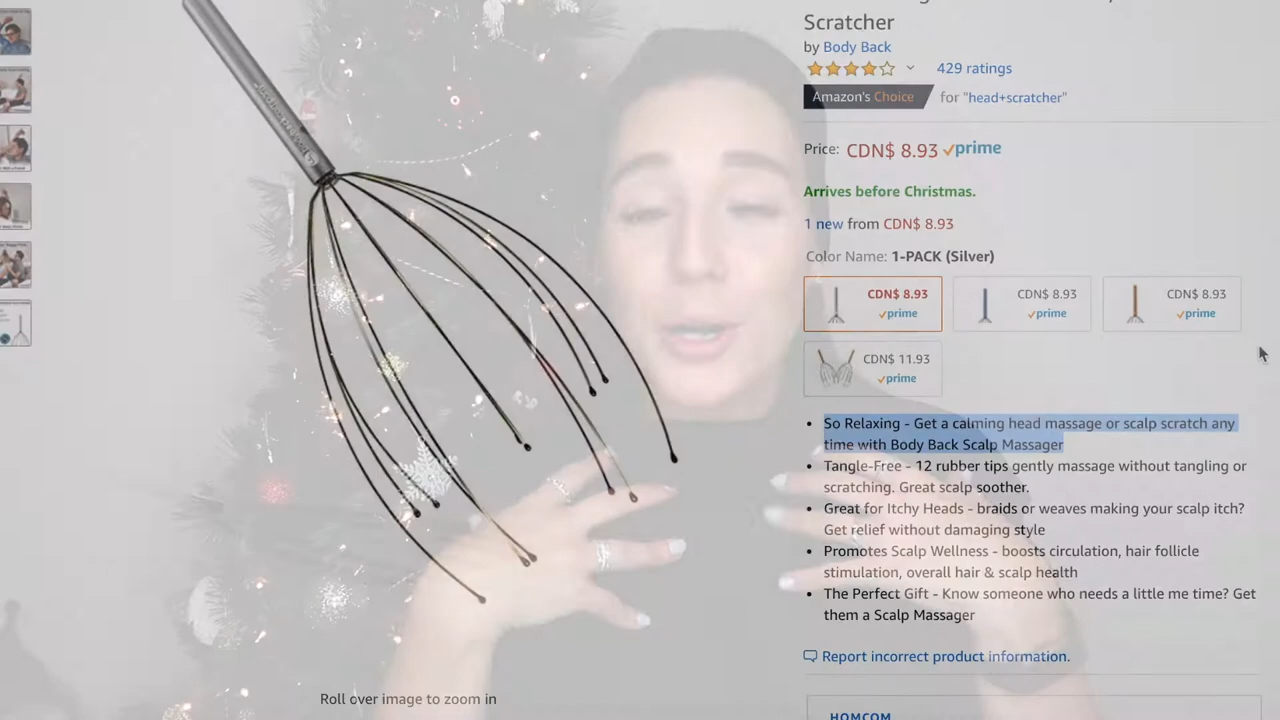 Scratcher
by Body Back
429 ratings
Amazon's Choice for "head+scratcher"
Price: CDN$ 8.93 prime
Arrives before Christmas.
1 new from CDN$ 8.93
Color Name: 1-PACK (Silver)
CDN$ 8.93 CDN$ 8.93 CDN$ 8.93
prime prime prime
CDN$ 11.93
prime
• So Relaxing - Get a calming head massage or scalp scratch any
time with Body Back Scalp Massager
• Tangle-Free - 12 rubber tips gently massage without tangling or
scratching. Great scalp soother.
• Great for Itchy Heads - braids or weaves making your scalp itch?
Get relief without damaging style
• Promotes Scalp Wellness - boosts circulation, hair follicle
stimulation, overall hair & scalp health
• The Perfect Gift - Know someone who needs a little me time? Get
them a Scalp Massager
Report incorrect product information.
Roll over image to zoom in
HOMCOM